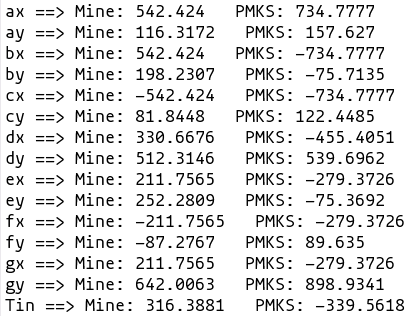 ax ==> Mine: 542.424   PMKS: 734.7777
ay ==> Mine: 116.3172   PMKS: 157.627
bx ==> Mine: 542.424   PMKS: -734.7777
by ==> Mine: 198.2307   PMKS: -75.7135
cx ==> Mine: -542.424   PMKS: -734.7777
cy ==> Mine: 81.8448   PMKS: 122.4485
dx ==> Mine: 330.6676   PMKS: -455.4051
dy ==> Mine: 512.3146   PMKS: 539.6962
ex ==> Mine: 211.7565   PMKS: -279.3726
ey ==> Mine: 252.2809   PMKS: -75.3692
fx ==> Mine: -211.7565   PMKS: -279.3726
fy ==> Mine: -87.2767   PMKS: 89.635
gx ==> Mine: 211.7565   PMKS: -279.3726
gy ==> Mine: 642.0063   PMKS: 898.9341
Tin ==> Mine: 316.3881   PMKS: -339.5618